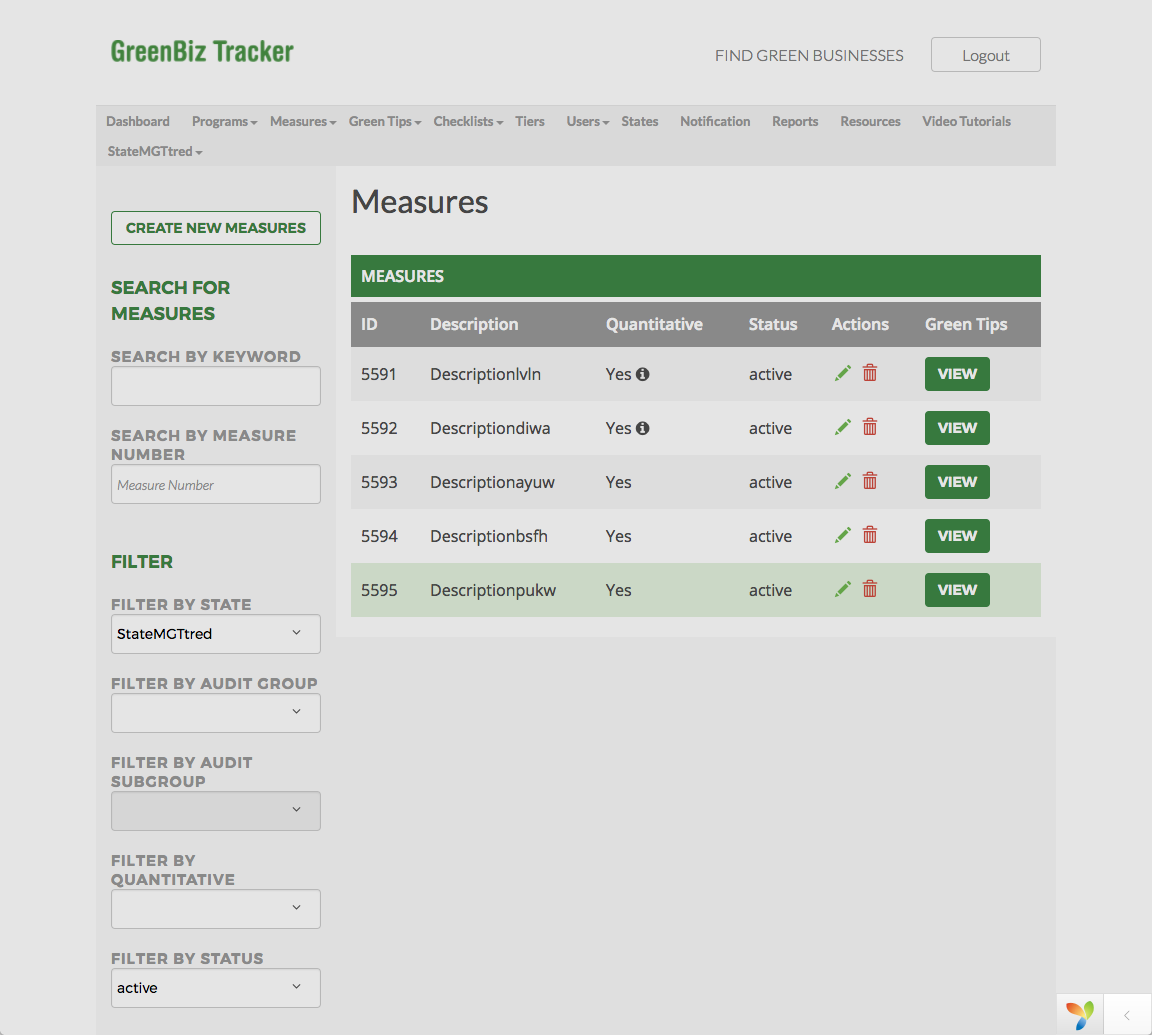 GreenBiz Tracker
FIND GREEN BUSINESSES Logout
Dashboard Programs Measures Green Tips Checklists Tiers Users States Notification Reports Resources Video Tutorials
StateMGTtred
CREATE NEW MEASURES
SEARCH FOR
MEASURES
SEARCH BY KEYWORD
SEARCH BY MEASURE
NUMBER
Measure Number
FILTER
FILTER BY STATE
StateMGTtred
FILTER BY AUDIT GROUP
FILTER BY AUDIT
SUBGROUP
FILTER BY
QUANTITATIVE
FILTER BY STATUS
active
Measures
MEASURES
ID Description Quantitative Status Actions Green Tips
5591 Descriptionlvln Yes active VIEW
5592 Descriptiondiwa Yes active VIEW
5593 Descriptionayuw Yes active VIEW
5594 Descriptionbsfh Yes active VIEW
5595 Descriptionpukw Yes active VIEW